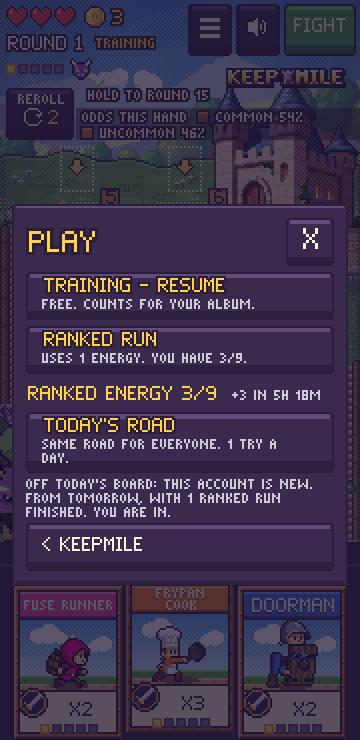 3
FIGHT
ROUND 1 TRAINING
KEEPMILE
HOLD TO ROUND 15
REROLL
2
ODDS THIS HAND COMMON 54%
UNCOMMON 46%
5 6
PLAY
X
TRAINING - RESUME
FREE. COUNTS FOR YOUR ALBUM.
RANKED RUN
USES 1 ENERGY. YOU HAVE 3/9.
RANKED ENERGY 3/9 +3 IN 5H 18M
TODAY'S ROAD
SAME ROAD FOR EVERYONE. 1 TRY A
DAY.
OFF TODAY'S BOARD: THIS ACCOUNT IS NEW.
FROM TOMORROW, WITH 1 RANKED RUN
FINISHED, YOU ARE IN.
< KEEPMILE
FUSE RUNNER
FRYPAN
COOK
DOORMAN
X2
X3
X2